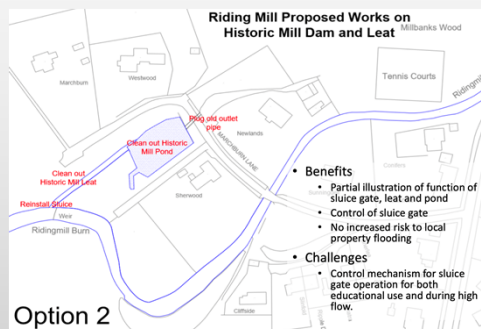 Riding Mill Proposed Works on
Historic Mill Dam and Leat
Millbanks Wood
Tennis Courts
Marchburn
Westwood
Plug old outlet
pipe
Clean out Historic
Mill Pond
MARCHBURN LANE
Newlands
Clean out
Historic Mill Leat
Sherwood
Reinstall Sluice
Weir
Ridingmill Burn
• Benefits
• Partial illustration of function of
sluice gate, leat and pond
• Control of sluice gate
• No increased risk to local
property flooding
• Challenges
• Control mechanism for sluice
gate operation for both
educational use and during high
flow.
Cliffside
Option 2